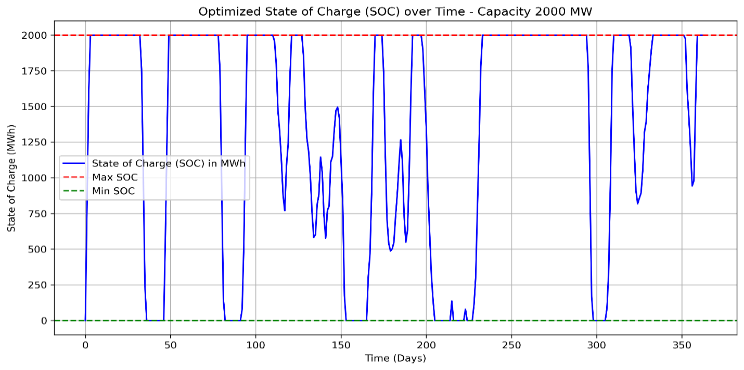 Optimized State of Charge (SOC) over Time - Capacity 2000 MW
State of Charge (MWh)
2000
1750
1500
1250
1000
750
500
250
0
State of Charge (SOC) in MWh
Max SOC
Min SOC
0
50
100
150
200
250
300
350
Time (Days)